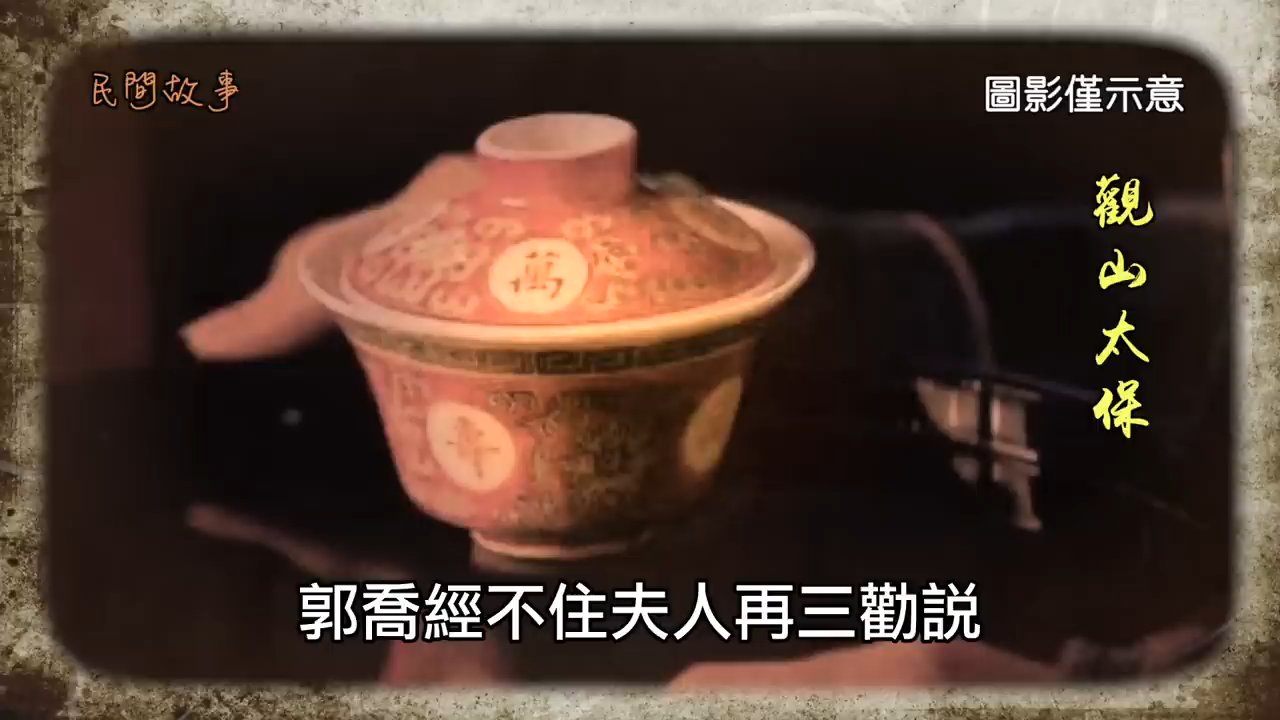 民間故事
圖影僅示意
觀山太保
萬
郭喬經不住夫人再三勸説